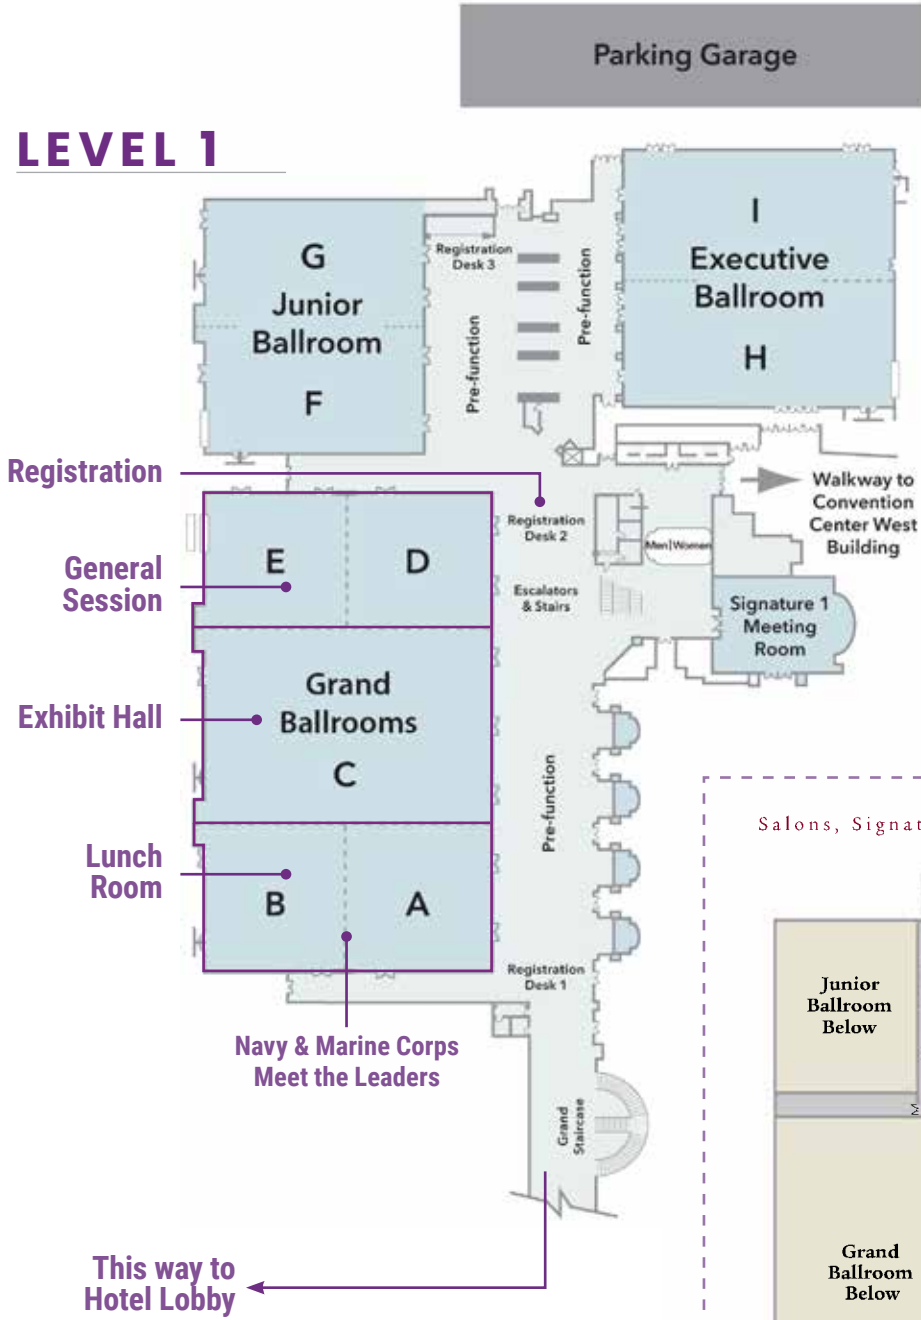 Parking Garage
LEVEL 1
G
Junior
Ballroom
F
Registration
Desk 3
Pre-function
Pre-function
I
Executive
Ballroom
H
Registration
Registration
Desk 2
Men|Women
Walkway to
Convention
Center West
Building
General
Session
E
D
Escalators
& Stairs
Signature 1
Meeting
Room
Exhibit Hall
Grand
Ballrooms
C
Pre-function
Lunch
Room
B
A
Registration
Desk 1
Navy & Marine Corps
Meet the Leaders
Grand
Staircase
This way to
Hotel Lobby
Salons, Signat
Junior
Ballroom
Below
M
Grand
Ballroom
Below